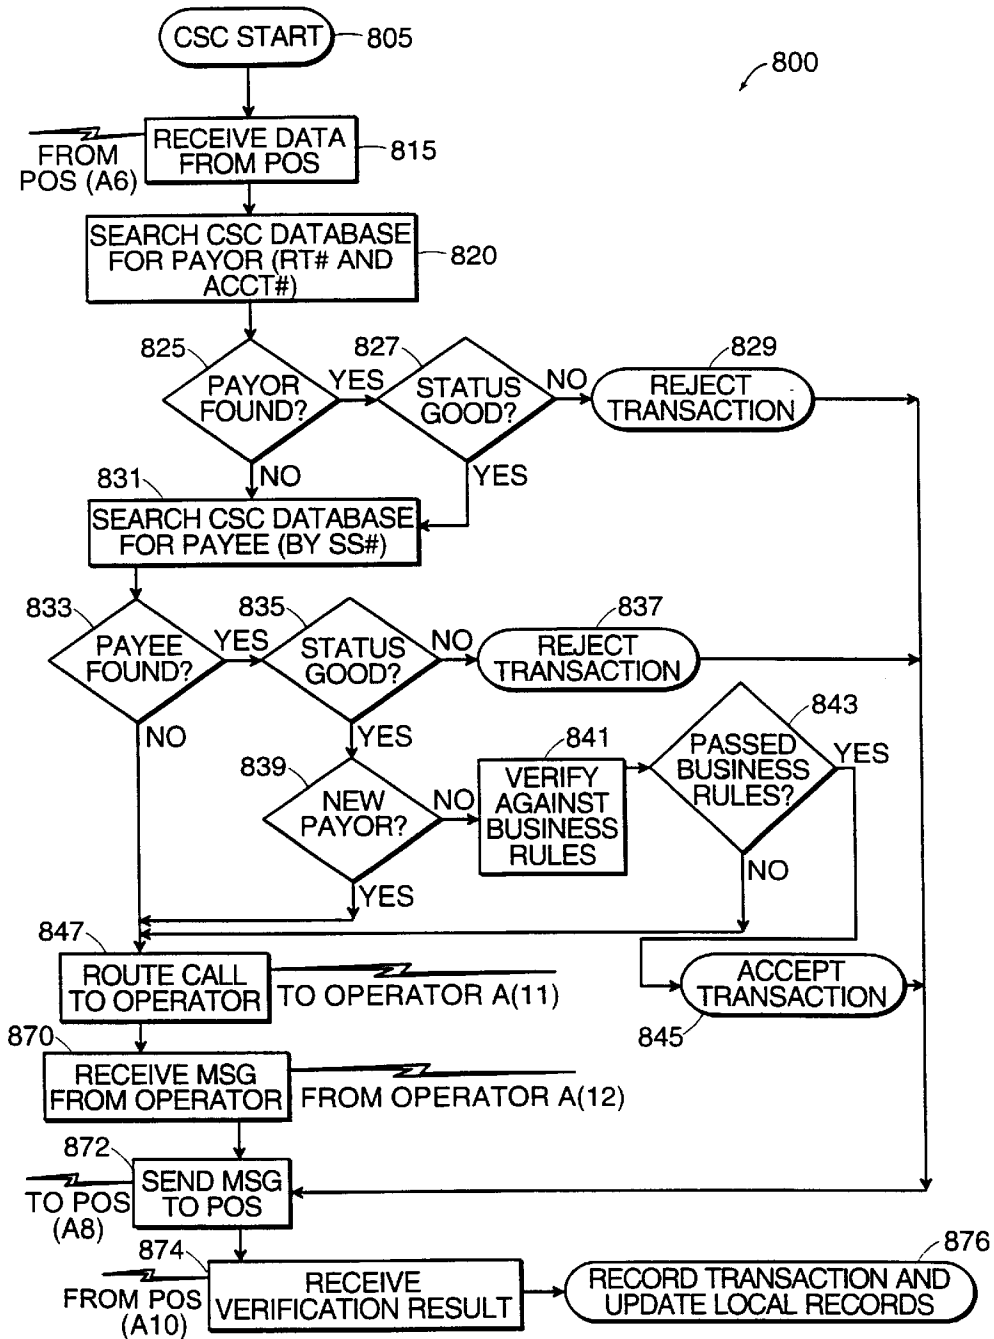 CSC START
805
800
RECEIVE DATA
FROM POS
815
FROM
POS (A6)
SEARCH CSC DATABASE
FOR PAYOR (RT# AND
ACCT#)
820
825
PAYOR
FOUND?
YES
NO
827
STATUS
GOOD?
NO
YES
829
REJECT
TRANSACTION
831
SEARCH CSC DATABASE
FOR PAYEE (BY SS#)
833
PAYEE
FOUND?
YES
NO
835
STATUS
GOOD?
NO
YES
837
REJECT
TRANSACTION
839
NEW
PAYOR?
NO
YES
841
VERIFY
AGAINST
BUSINESS
RULES
843
PASSED
BUSINESS
RULES?
YES
NO
847
ROUTE CALL
TO OPERATOR
TO OPERATOR A(11)
ACCEPT
TRANSACTION
845
870
RECEIVE MSG
FROM OPERATOR
FROM OPERATOR A(12)
872
SEND MSG
TO POS
TO POS
(A8)
874
RECEIVE
VERIFICATION RESULT
FROM POS
(A10)
876
RECORD TRANSACTION AND
UPDATE LOCAL RECORDS